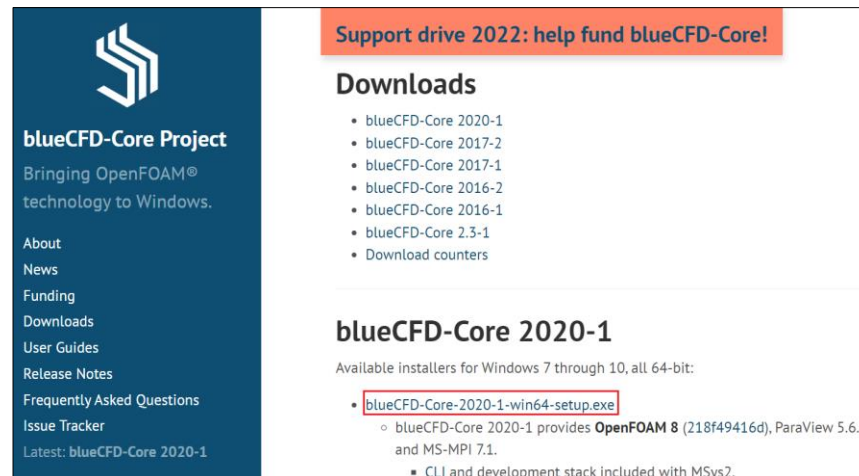 blueCFD-Core Project
Bringing OpenFOAM®
technology to Windows.
About
News
Funding
Downloads
User Guides
Release Notes
Frequently Asked Questions
Issue Tracker
Latest: blueCFD-Core 2020-1
Support drive 2022: help fund blueCFD-Core!
Downloads
• blueCFD-Core 2020-1
• blueCFD-Core 2017-2
• blueCFD-Core 2017-1
• blueCFD-Core 2016-2
• blueCFD-Core 2016-1
• blueCFD-Core 2.3-1
• Download counters
blueCFD-Core 2020-1
Available installers for Windows 7 through 10, all 64-bit:
• blueCFD-Core-2020-1-win64-setup.exe
◦ blueCFD-Core 2020-1 provides OpenFOAM 8 (218f49416d), ParaView 5.6.
and MS-MPI 7.1.
▪ CLI and development stack included with MSys2.